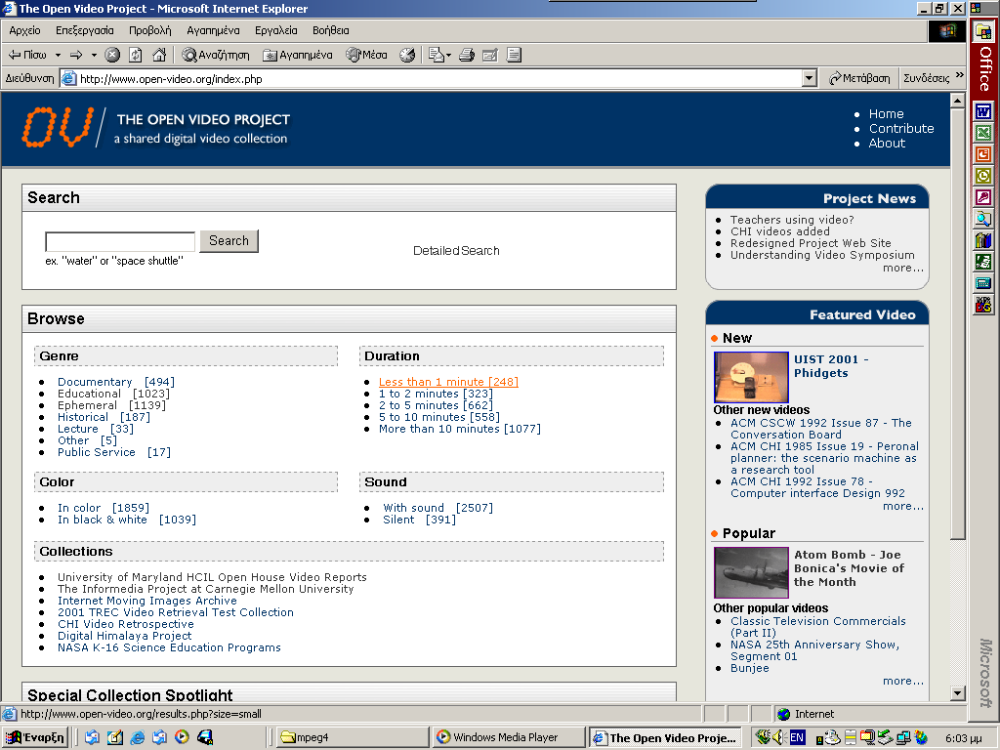 The Open Video Project - Microsoft Internet Explorer
Αρχείο Επεξεργασία Προβολή Αγαπημένα Εργαλεία Βοήθεια
Πίσω Αναζήτηση Αγαπημένα Μέσα
Διεύθυνση http://www.open-video.org/index.php Μετάβαση Συνδέσεις »
Office
OV THE OPEN VIDEO PROJECT
a shared digital video collection
Home
Contribute
About
Search
Search
ex. "water" or "space shuttle"
Detailed Search
Browse
Genre
Documentary [494]
Educational [1023]
Ephemeral [1139]
Historical [187]
Lecture [33]
Other [5]
Public Service [17]
Duration
Less than 1 minute [248]
1 to 2 minutes [323]
2 to 5 minutes [662]
5 to 10 minutes [558]
More than 10 minutes [1077]
Color
In color [1859]
In black & white [1039]
Sound
With sound [2507]
Silent [391]
Collections
University of Maryland HCIL Open House Video Reports
The Informedia Project at Carnegie Mellon University
Internet Moving Images Archive
2001 TREC Video Retrieval Test Collection
CHI Video Retrospective
Digital Himalaya Project
NASA K-16 Science Education Programs
Special Collection Spotlight
Project News
Teachers using video?
CHI videos added
Redesigned Project Web Site
Understanding Video Symposium
more...
Featured Video
New
UIST 2001 -
Phidgets
Other new videos
ACM CSCW 1992 Issue 87 - The
Conversation Board
ACM CHI 1985 Issue 19 - Peronal
planner: the scenario machine as
a research tool
ACM CHI 1992 Issue 78 -
Computer interface Design 992
more...
Popular
Atom Bomb - Joe
Bonica's Movie of
the Month
Other popular videos
Classic Television Commercials
(Part II)
NASA 25th Anniversary Show,
Segment 01
Bunjee
more...
Microsoft
http://www.open-video.org/results.php?size=small Internet
Έναρξη mpeg4 Windows Media Player The Open Video Proje... EN 6:03 μμ